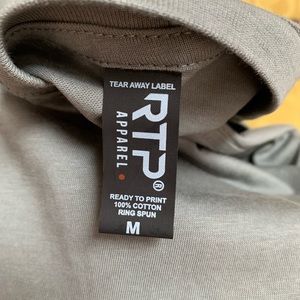 TEAR AWAY LABEL
RTP®
APPAREL.
READY TO PRINT
100% COTTON
RING SPUN
M